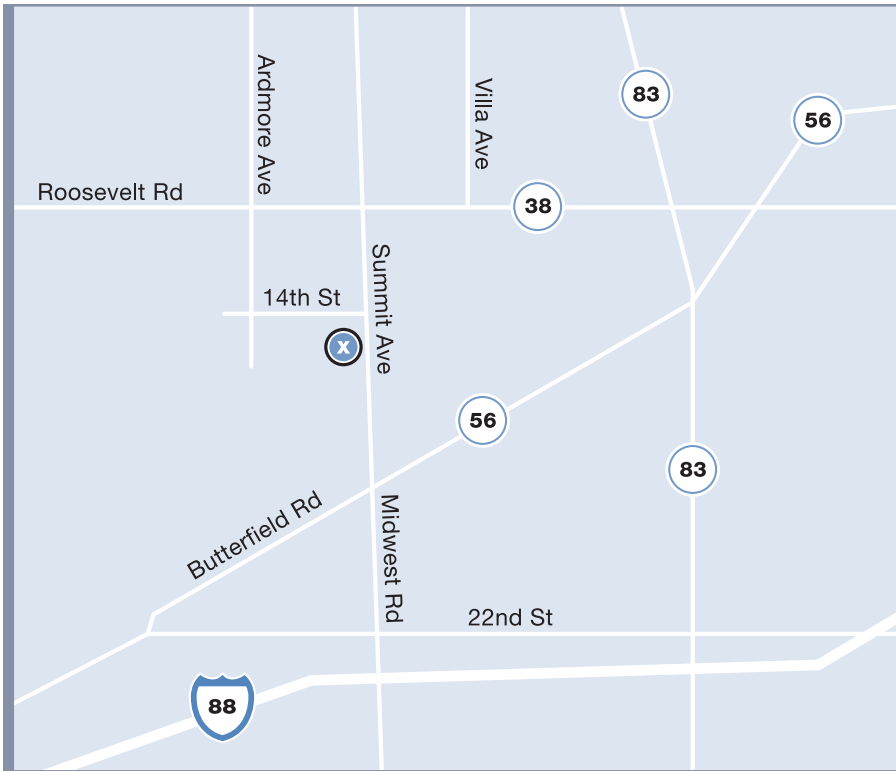 Ardmore Ave
Villa Ave
83
56
Roosevelt Rd
38
Summit Ave
14th St
X
56
83
Butterfield Rd
Midwest Rd
22nd St
88